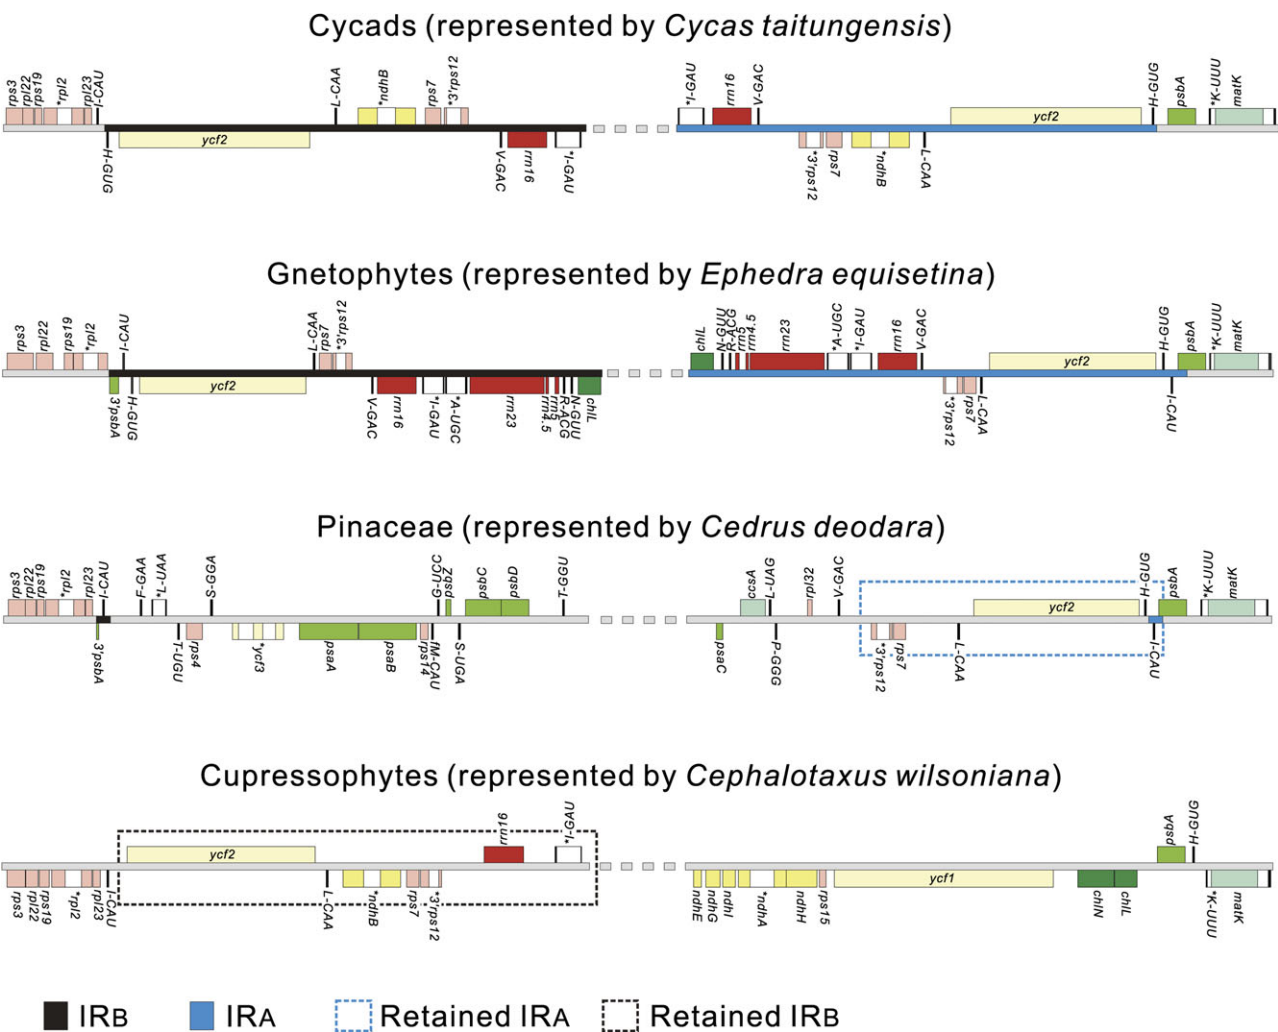 Cycads (represented by Cycas taitungensis)
rps3 rpl22 rps19 *rpl2 rpl23 I-CAU L-CAA *ndhB rps7 *3'rps12 *I-GAU rrn16 V-GAC ycf2 H-GUG psbA *K-UUU matK
H-GUG ycf2 V-GAC rrn16 *I-GAU *3'rps12 rps7 *ndhB L-CAA
Gnetophytes (represented by Ephedra equisetina)
rps3 rpl22 rps19 *rpl2 I-CAU L-CAA rps7 *3'rps12 chlL N-GUU R-ACG rrn5 rrn4.5 rrn23 *A-UGC *I-GAU rrn16 V-GAC ycf2 H-GUG psbA *K-UUU matK
3'psbA H-GUG ycf2 V-GAC rrn16 *I-GAU *A-UGC rrn23 rrn4.5 rrn5 R-ACG N-GUU chlL *3'rps12 rps7 L-CAA I-CAU
Pinaceae (represented by Cedrus deodara)
rps3 rpl22 rps19 *rpl2 rpl23 I-CAU F-GAA *L-UAA S-GGA G-GCC psbZ psbC psbD T-GGU ccsA L-UAG rpl32 V-GAC ycf2 H-GUG psbA *K-UUU matK
3'psbA T-UGU rps4 *ycf3 psaA psaB rps14 fM-CAU S-UGA psaC P-GGG *3'rps12 rps7 L-CAA I-CAU
Cupressophytes (represented by Cephalotaxus wilsoniana)
ycf2 rrn16 *I-GAU psbA H-GUG
rps3 rpl22 rps19 *rpl2 rpl23 I-CAU L-CAA *ndhB rps7 *3'rps12 ndhE ndhG ndhI *ndhA ndhH rps15 ycf1 chlN chlL *K-UUU matK
IRB IRA Retained IRA Retained IRB